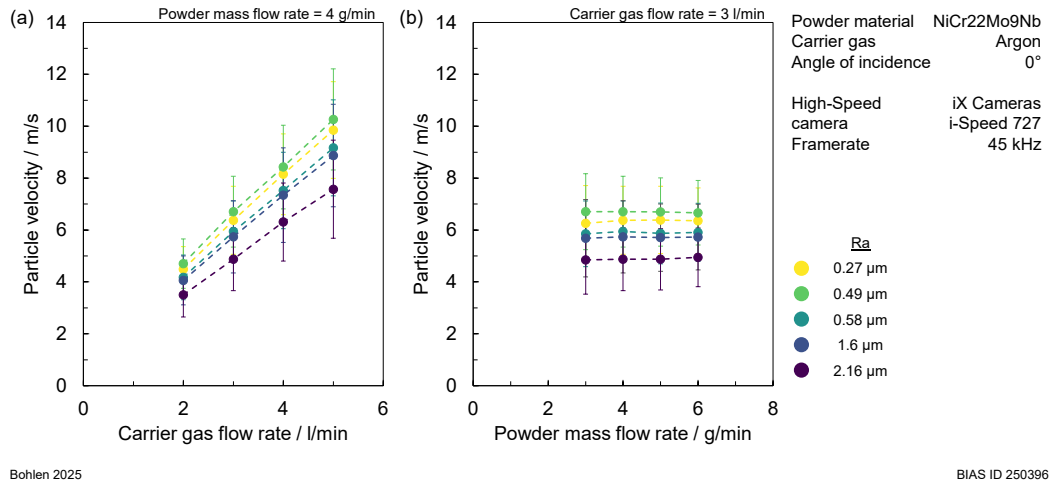 (a)
Powder mass flow rate = 4 g/min
Particle velocity / m/s
14
12
10
8
6
4
2
0
0 2 4 6
Carrier gas flow rate / l/min
(b)
Carrier gas flow rate = 3 l/min
Particle velocity / m/s
14
12
10
8
6
4
2
0
0 2 4 6 8
Powder mass flow rate / g/min
Powder material NiCr22Mo9Nb
Carrier gas Argon
Angle of incidence 0°
High-Speed iX Cameras
camera i-Speed 727
Framerate 45 kHz
Ra
0.27 µm
0.49 µm
0.58 µm
1.6 µm
2.16 µm
Bohlen 2025
BIAS ID 250396